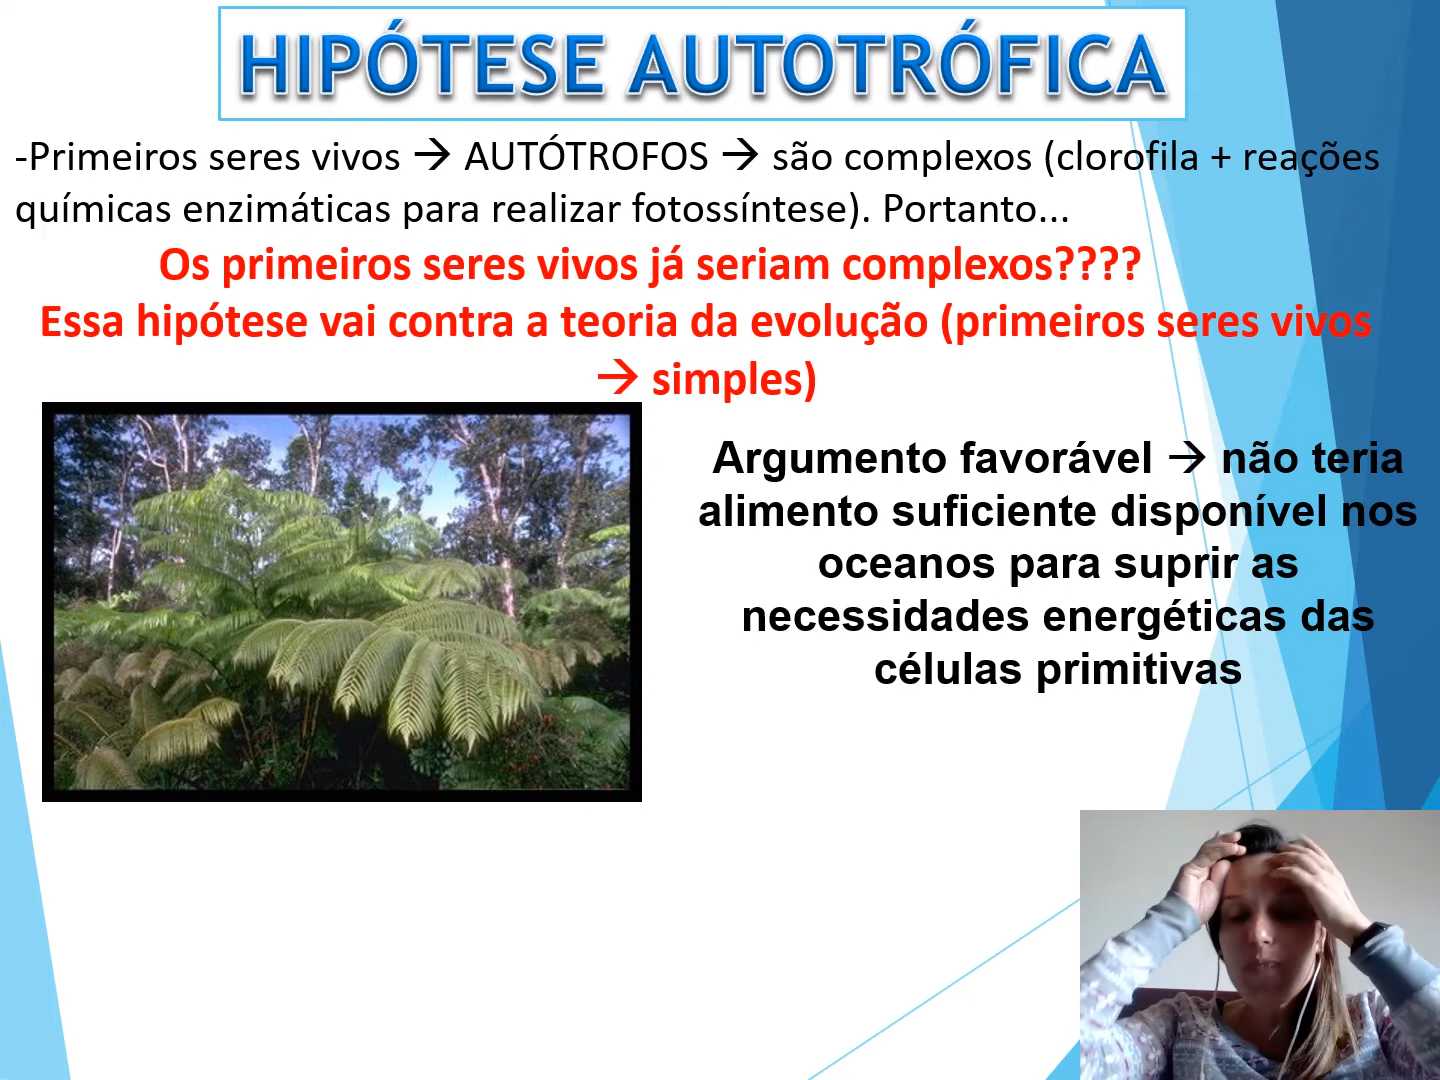 HIPÓTESE AUTOTRÓFICA
-Primeiros seres vivos → AUTÓTROFOS → são complexos (clorofila + reações
químicas enzimáticas para realizar fotossíntese). Portanto...
Os primeiros seres vivos já seriam complexos????
Essa hipótese vai contra a teoria da evolução (primeiros seres vivos
→ simples)
Argumento favorável → não teria
alimento suficiente disponível nos
oceanos para suprir as
necessidades energéticas das
células primitivas